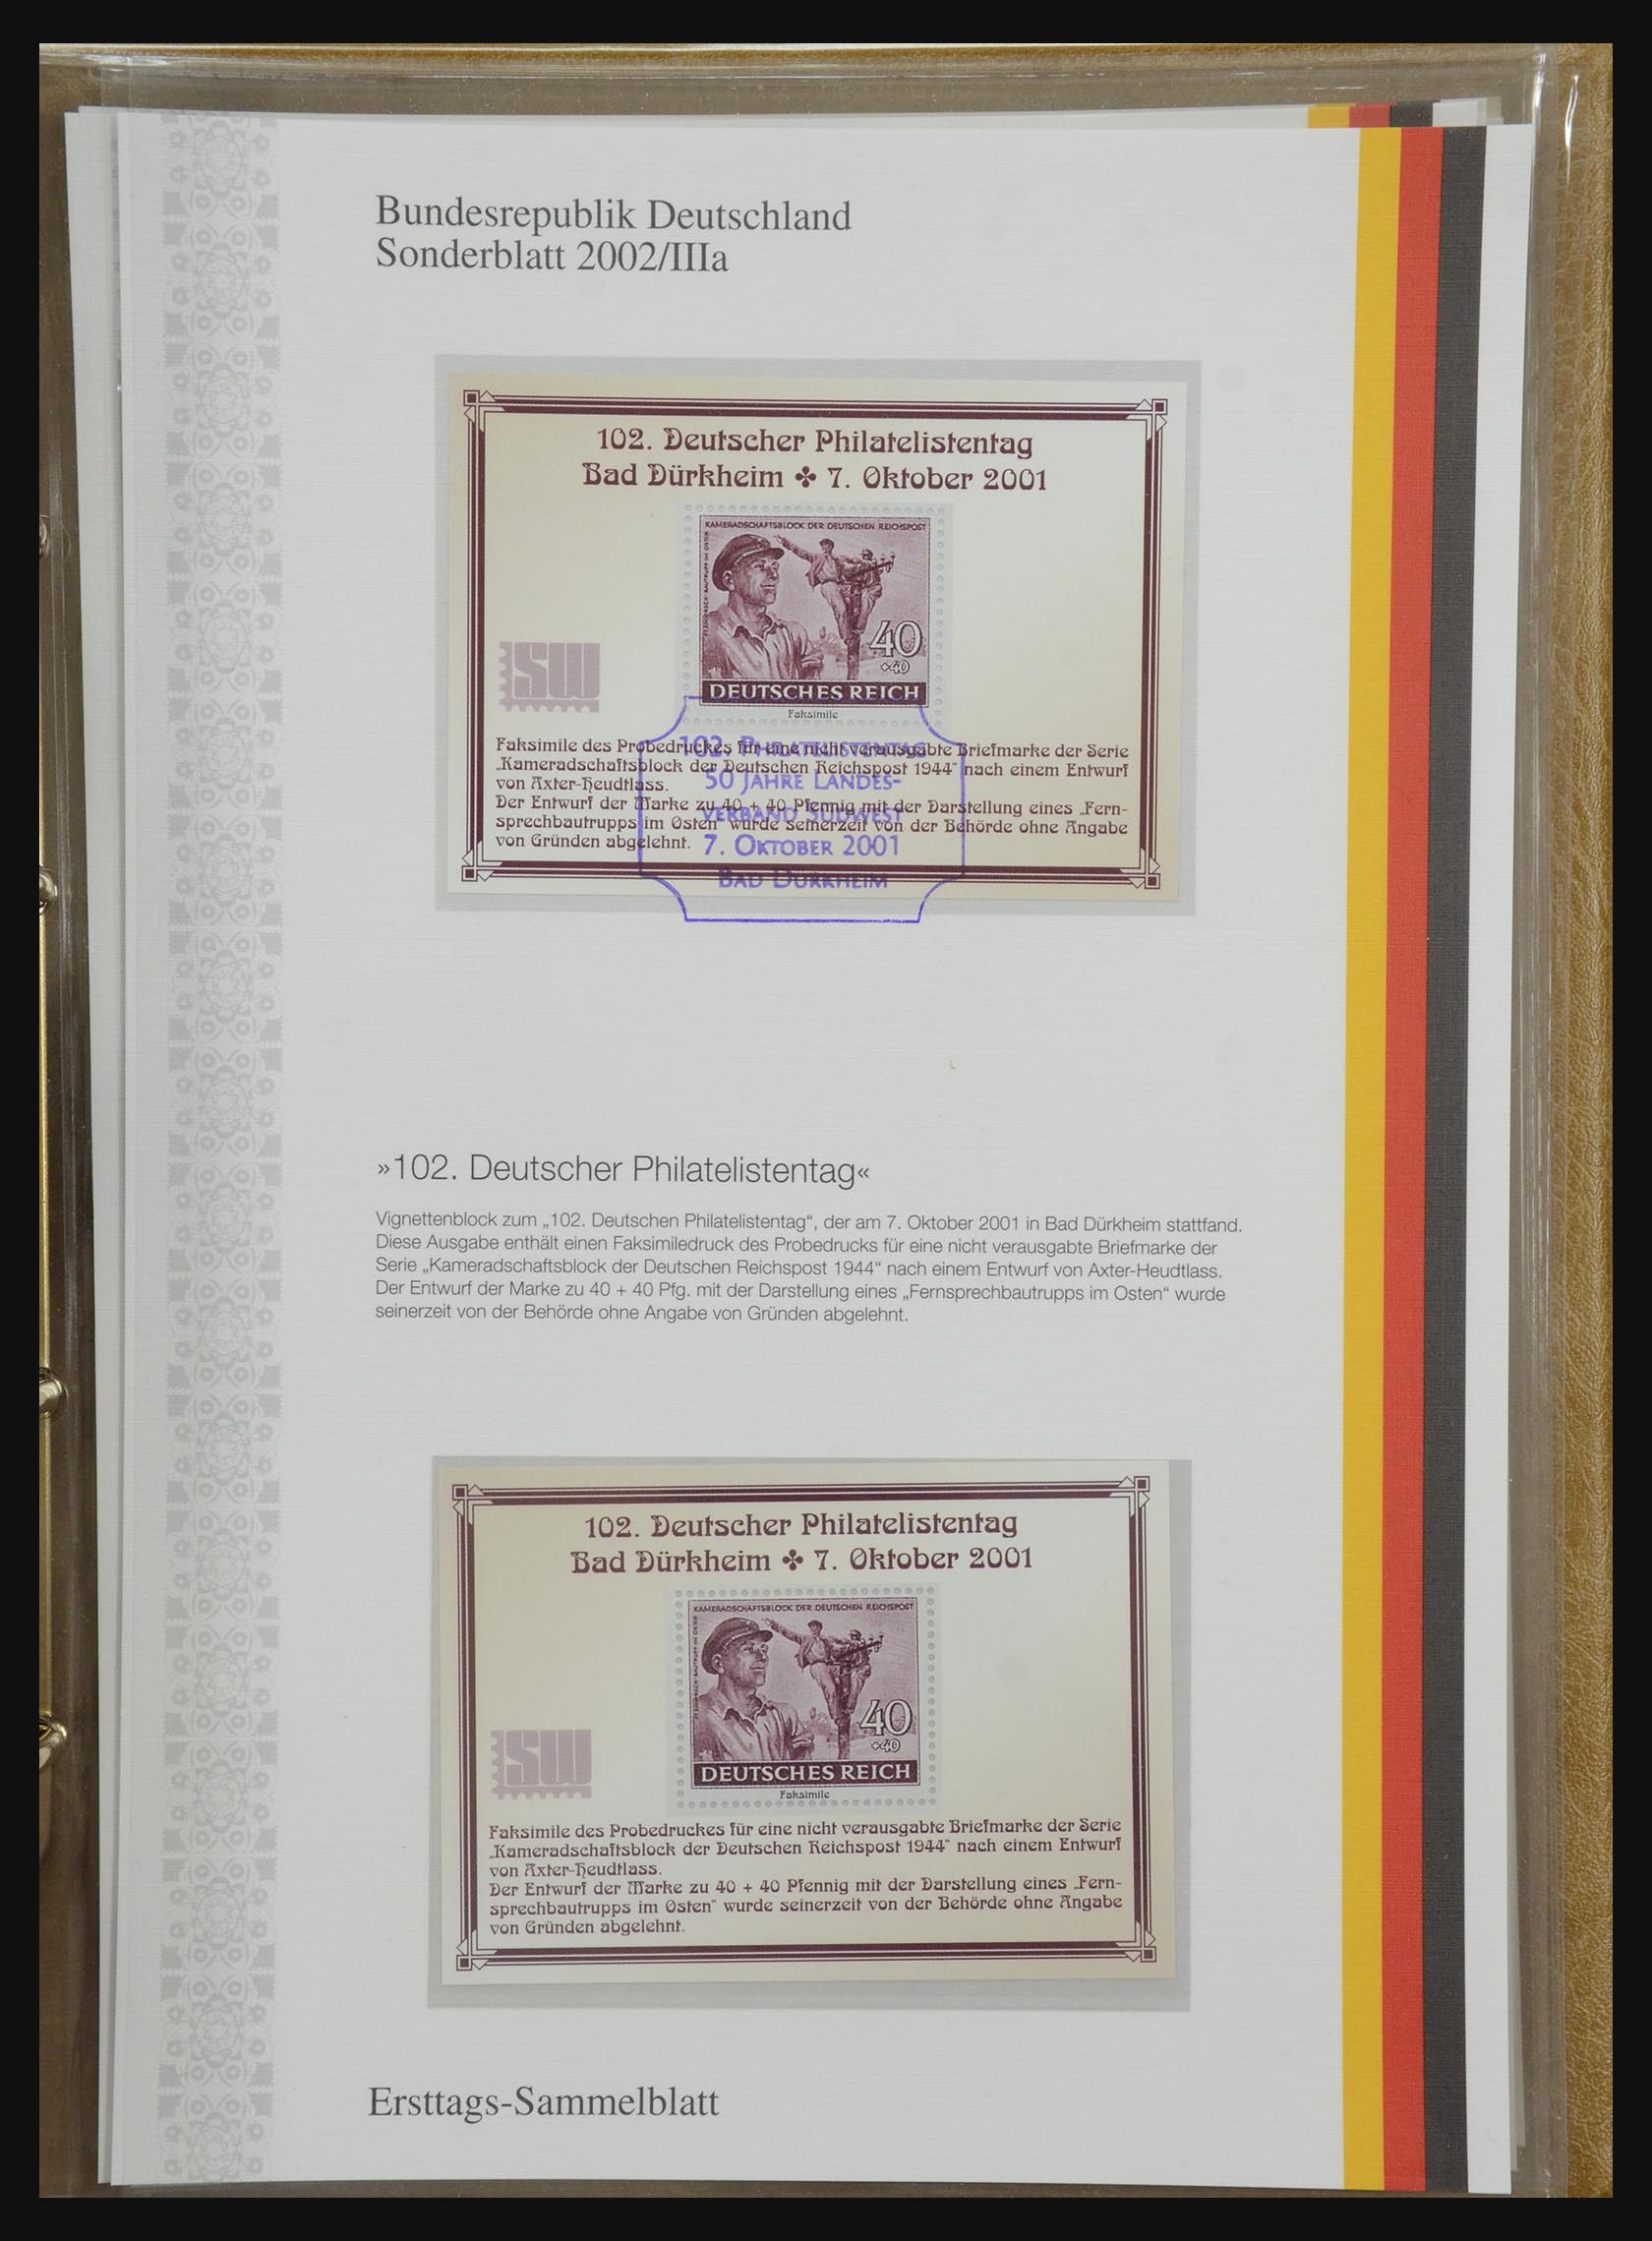 Bundesrepublik Deutschland
Sonderblatt 2002/IIIa
102. Deutscher Philatelistentag
Bad Dürkheim ✤ 7. Oktober 2001
KAMERADSCHAFTSBLOCK DER DEUTSCHEN REICHSPOST
40
+40
DEUTSCHES REICH
Faksimile
SW
Faksimile des Probedruckes für eine nicht verausgabte Briefmarke der Serie
„Kameradschaftsblock der Deutschen Reichspost 1944“ nach einem Entwurf
von Axter-Heudtlass.
Der Entwurf der Marke zu 40 + 40 Pfennig mit der Darstellung eines „Fern-
sprechbautrupps im Osten“ wurde seinerzeit von der Behörde ohne Angabe
von Gründen abgelehnt.
102. PHILATELISTENTAG
50 JAHRE LANDES-
VERBAND SÜDWEST
7. OKTOBER 2001
BAD DÜRKHEIM
»102. Deutscher Philatelistentag«
Vignettenblock zum „102. Deutschen Philatelistentag“, der am 7. Oktober 2001 in Bad Dürkheim stattfand.
Diese Ausgabe enthält einen Faksimiledruck des Probedrucks für eine nicht verausgabte Briefmarke der
Serie „Kameradschaftsblock der Deutschen Reichspost 1944“ nach einem Entwurf von Axter-Heudtlass.
Der Entwurf der Marke zu 40 + 40 Pfg. mit der Darstellung eines „Fernsprechbautrupps im Osten“ wurde
seinerzeit von der Behörde ohne Angabe von Gründen abgelehnt.
102. Deutscher Philatelistentag
Bad Dürkheim ✤ 7. Oktober 2001
KAMERADSCHAFTSBLOCK DER DEUTSCHEN REICHSPOST
40
+40
DEUTSCHES REICH
Faksimile
SW
Faksimile des Probedruckes für eine nicht verausgabte Briefmarke der Serie
„Kameradschaftsblock der Deutschen Reichspost 1944“ nach einem Entwurf
von Axter-Heudtlass.
Der Entwurf der Marke zu 40 + 40 Pfennig mit der Darstellung eines „Fern-
sprechbautrupps im Osten“ wurde seinerzeit von der Behörde ohne Angabe
von Gründen abgelehnt.
Ersttags-Sammelblatt